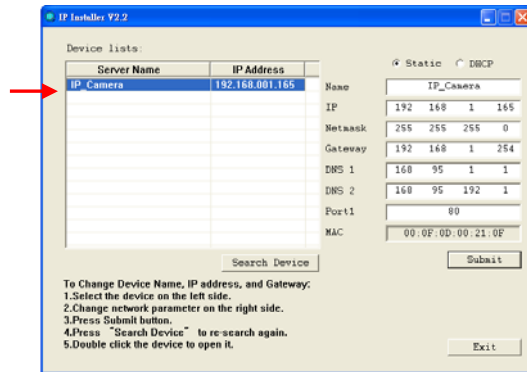 IP Installer V2.2
Device lists:
Server Name IP Address
IP_Camera 192.168.001.165
Static DHCP
Name IP_Camera
IP 192 168 1 165
Netmask 255 255 255 0
Gateway 192 168 1 254
DNS 1 168 95 1 1
DNS 2 168 95 192 1
Port1 80
MAC 00:0F:0D:00:21:0F
Search Device
Submit
To Change Device Name, IP address, and Gateway:
1.Select the device on the left side.
2.Change network parameter on the right side.
3.Press Submit button.
4.Press "Search Device" to re-search again.
5.Double click the device to open it.
Exit